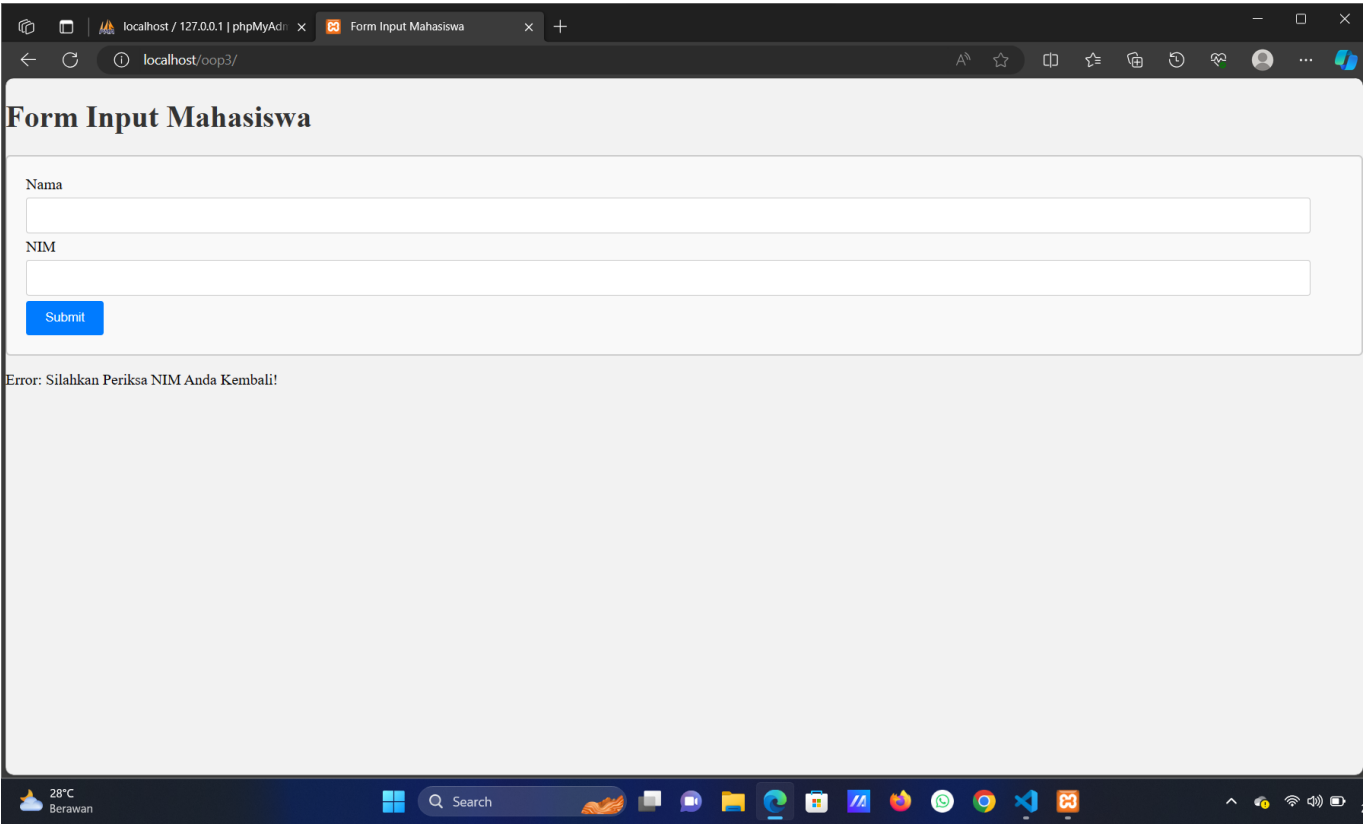 localhost / 127.0.0.1 | phpMyAdn
Form Input Mahasiswa
localhost/oop3/
Form Input Mahasiswa
Nama
NIM
Submit
Error: Silahkan Periksa NIM Anda Kembali!
28°C
Berawan
Search